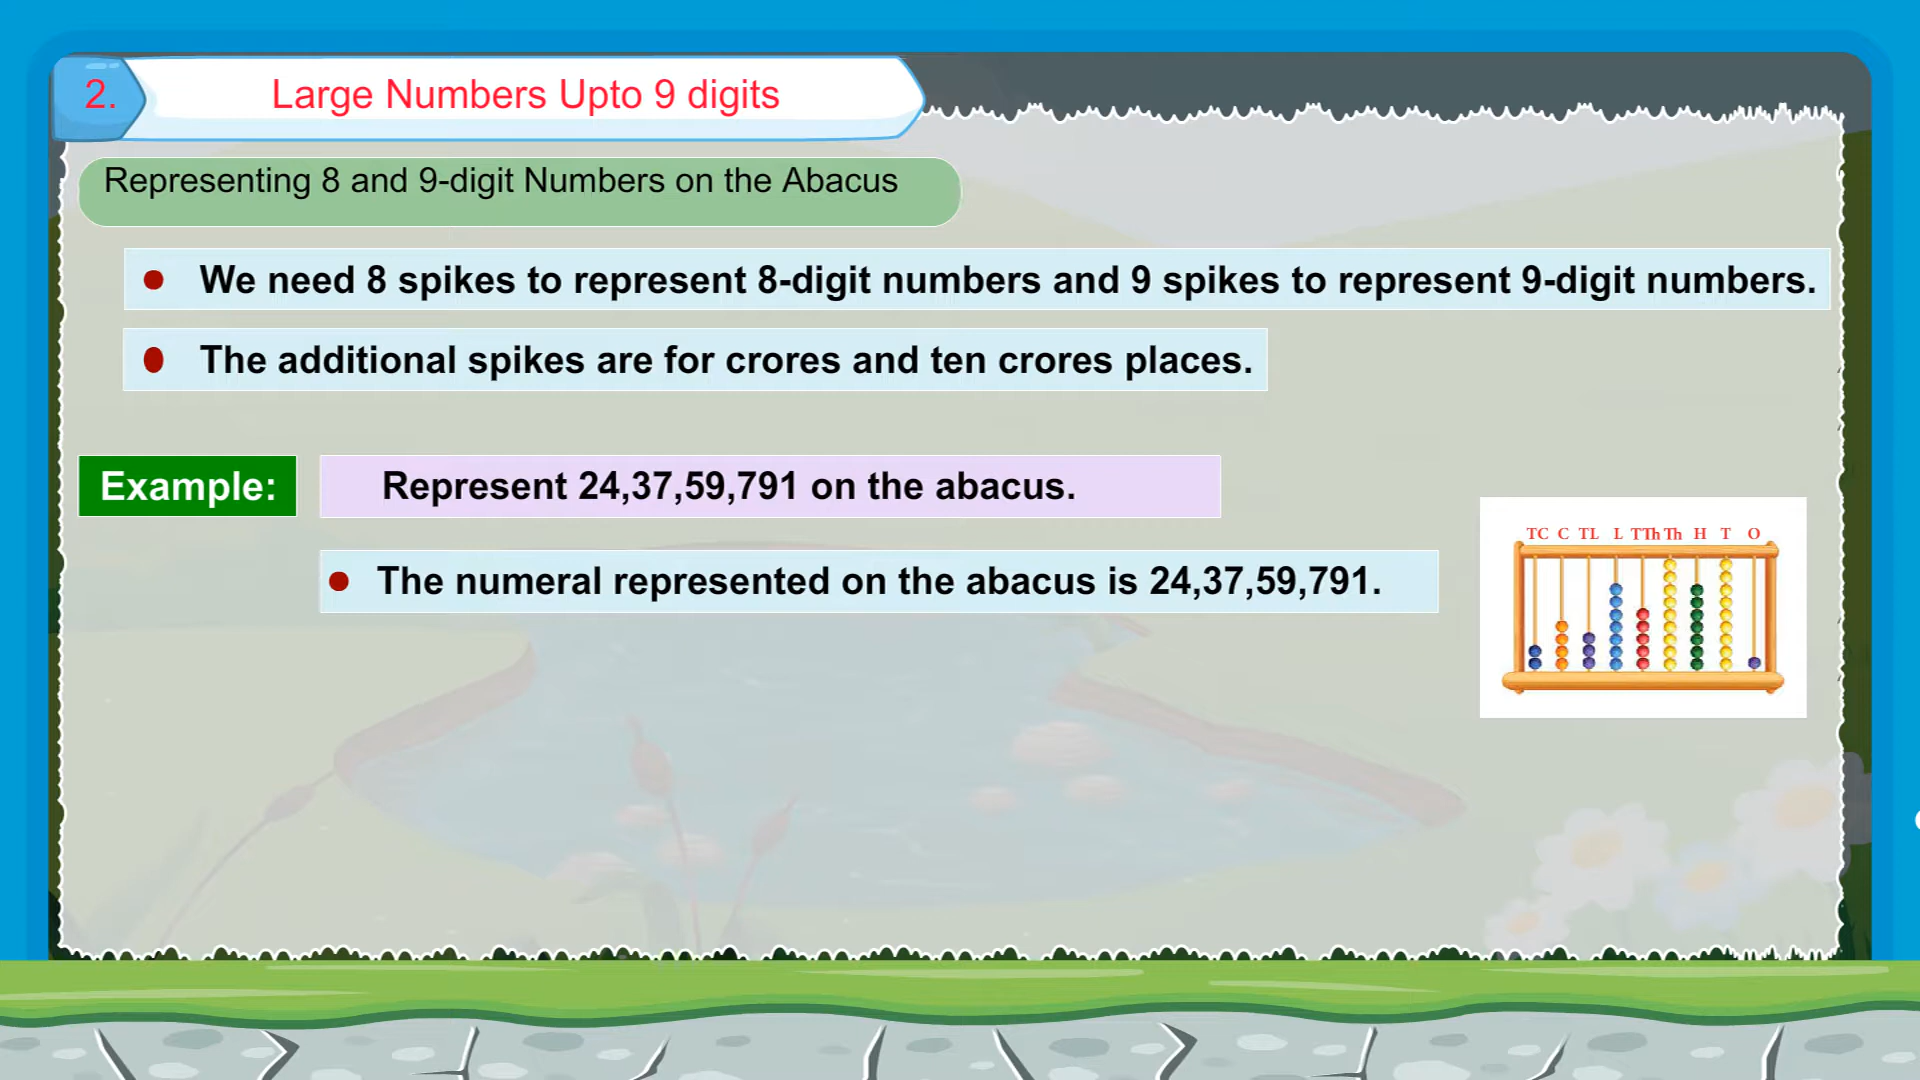 2.
Large Numbers Upto 9 digits
Representing 8 and 9-digit Numbers on the Abacus
● We need 8 spikes to represent 8-digit numbers and 9 spikes to represent 9-digit numbers.
● The additional spikes are for crores and ten crores places.
Example:
Represent 24,37,59,791 on the abacus.
● The numeral represented on the abacus is 24,37,59,791.
TC C TL L TTh Th H T O